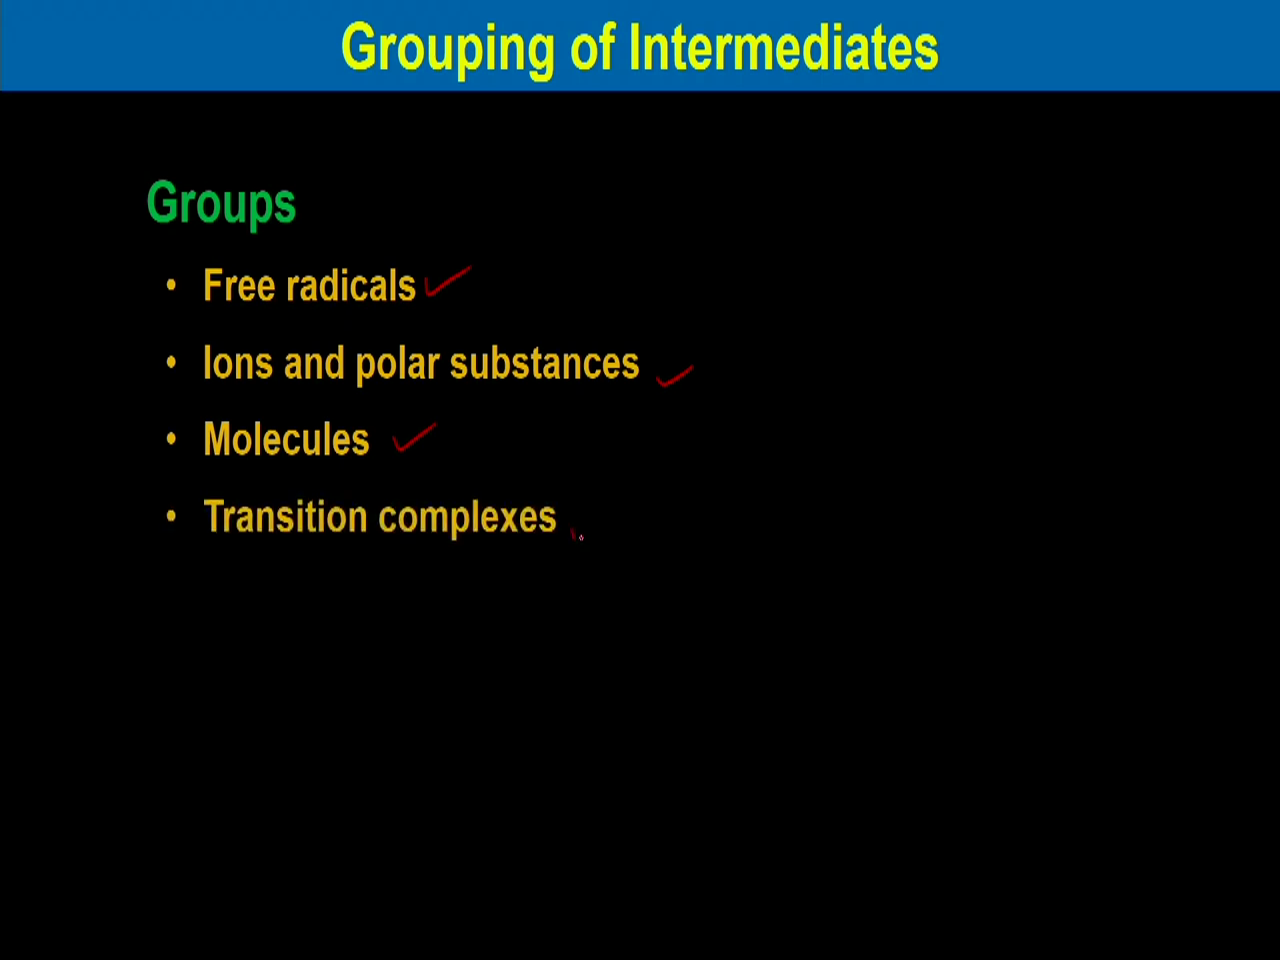 Grouping of Intermediates
Groups
• Free radicals
• Ions and polar substances
• Molecules
• Transition complexes